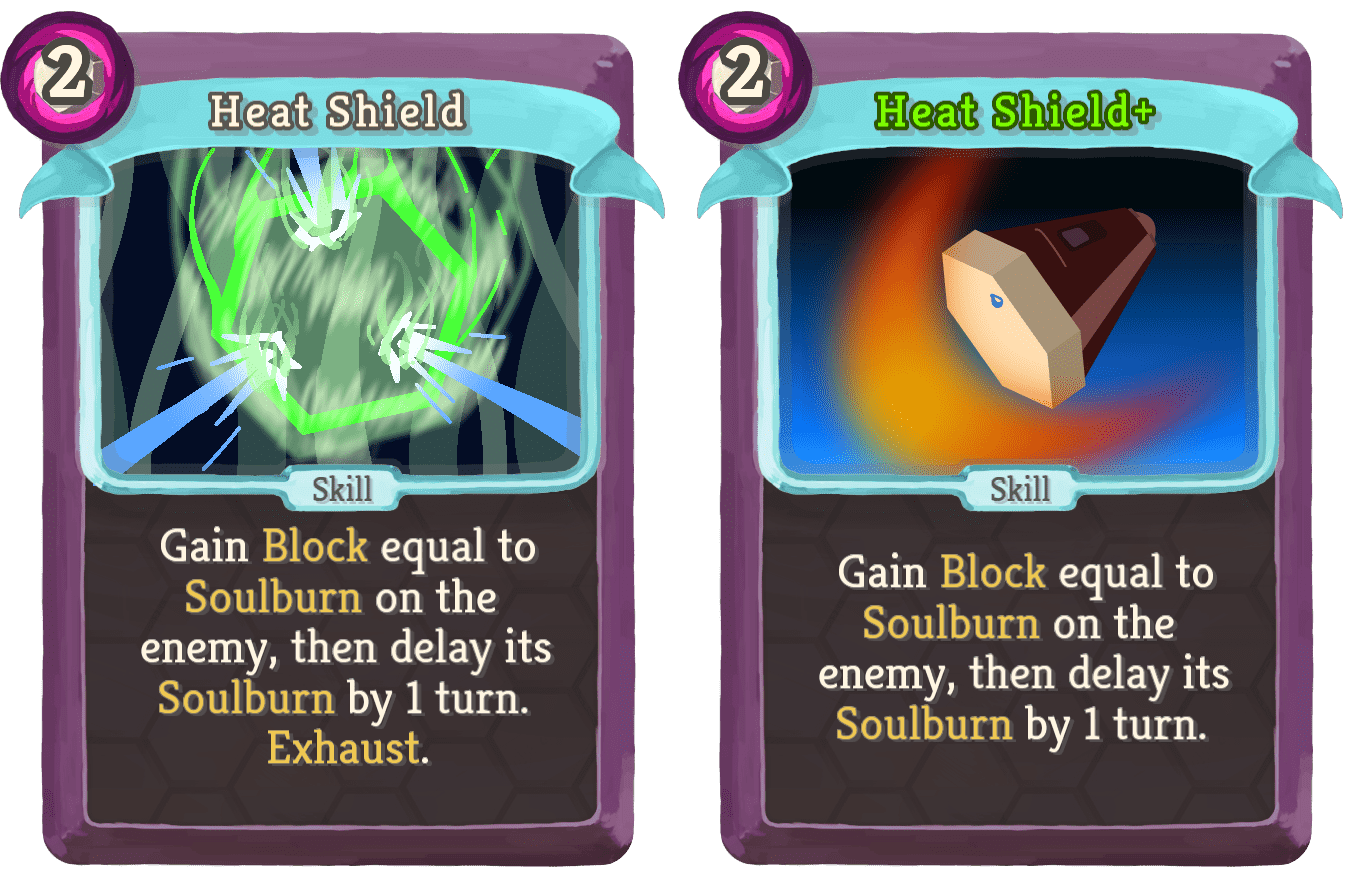 2
Heat Shield
Skill
Gain Block equal to
Soulburn on the
enemy, then delay its
Soulburn by 1 turn.
Exhaust.
2
Heat Shield+
Skill
Gain Block equal to
Soulburn on the
enemy, then delay its
Soulburn by 1 turn.